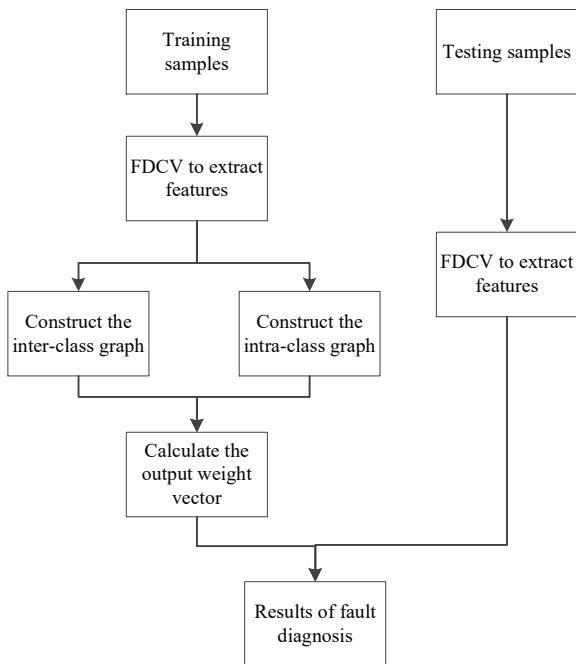 Training
samples
Testing samples
FDCV to extract
features
FDCV to extract
features
Construct the
inter-class graph
Construct the
intra-class graph
Calculate the
output weight
vector
Results of fault
diagnosis